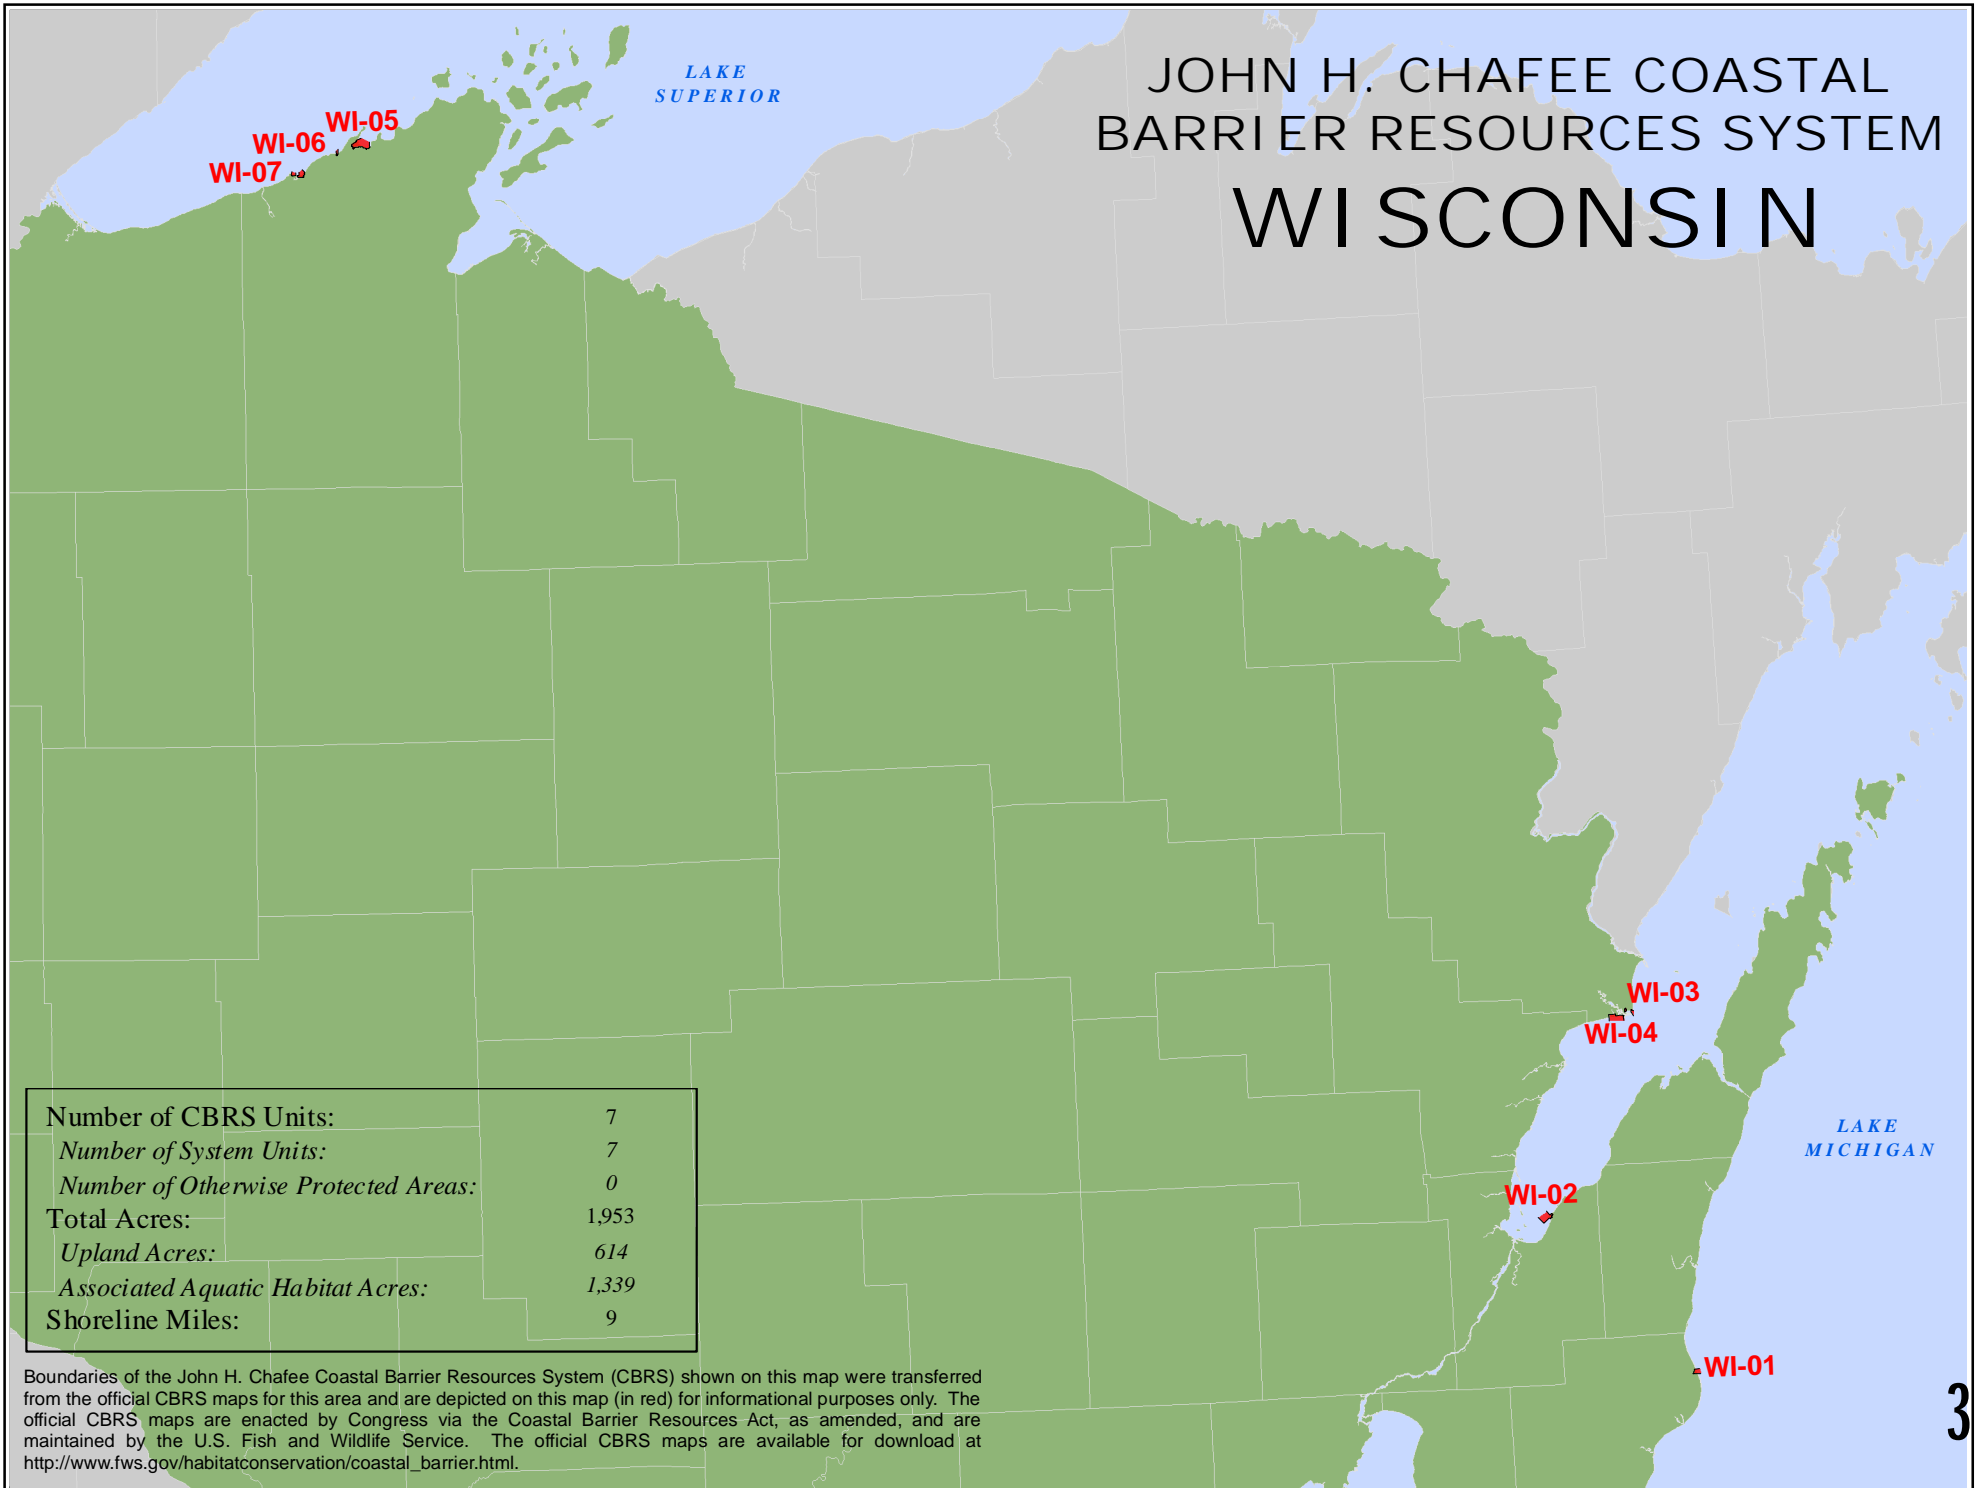 JOHN H. CHAFEE COASTAL
BARRIER RESOURCES SYSTEM
WISCONSIN
LAKE
SUPERIOR
WI-05
WI-06
WI-07
WI-03
WI-04
LAKE
MICHIGAN
WI-02
WI-01
Number of CBRS Units: 7
Number of System Units: 7
Number of Otherwise Protected Areas: 0
Total Acres: 1,953
Upland Acres: 614
Associated Aquatic Habitat Acres: 1,339
Shoreline Miles: 9
Boundaries of the John H. Chafee Coastal Barrier Resources System (CBRS) shown on this map were transferred
from the official CBRS maps for this area and are depicted on this map (in red) for informational purposes only. The
official CBRS maps are enacted by Congress via the Coastal Barrier Resources Act, as amended, and are
maintained by the U.S. Fish and Wildlife Service. The official CBRS maps are available for download at
http://www.fws.gov/habitatconservation/coastal_barrier.html.
3